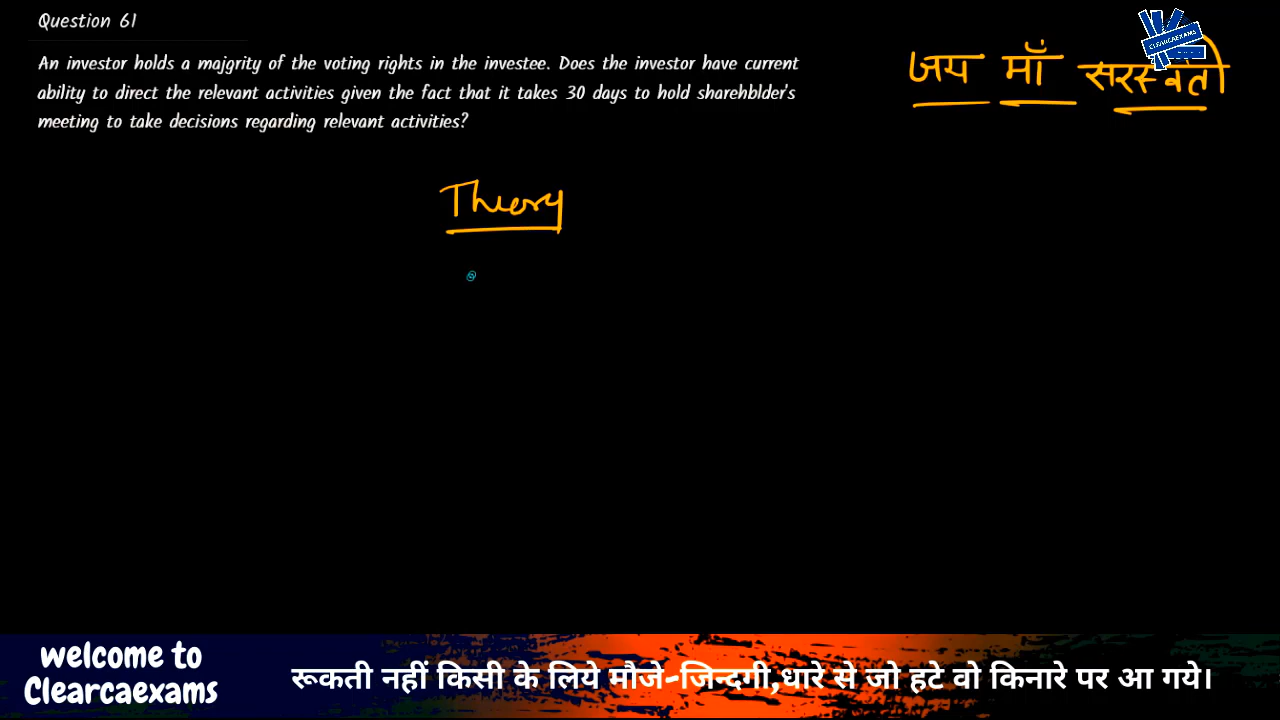 Question 61
An investor holds a majgrity of the voting rights in the investee. Does the investor have current
ability to direct the relevant activities given the fact that it takes 30 days to hold sharehblder's
meeting to take decisions regarding relevant activities?
जय माँ सरस्वती
CLEARCAEXAMS
Theory
welcome to
Clearcaexams
रूकती नहीं किसी के लिये मौजे-जिन्दगी,धारे से जो हटे वो किनारे पर आ गये।